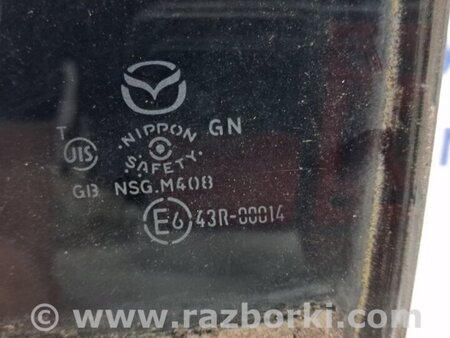 NIPPON GN
T
JIS SAFETY
GB NSG.M408
E6 43R-00014
© www.razborki.com